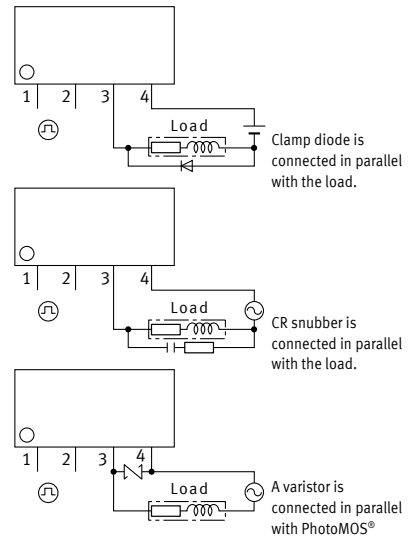 1 2 3 4
Load
Clamp diode is
connected in parallel
with the load.
1 2 3 4
Load
CR snubber is
connected in parallel
with the load.
1 2 3 4
Load
A varistor is
connected in parallel
with PhotoMOS®